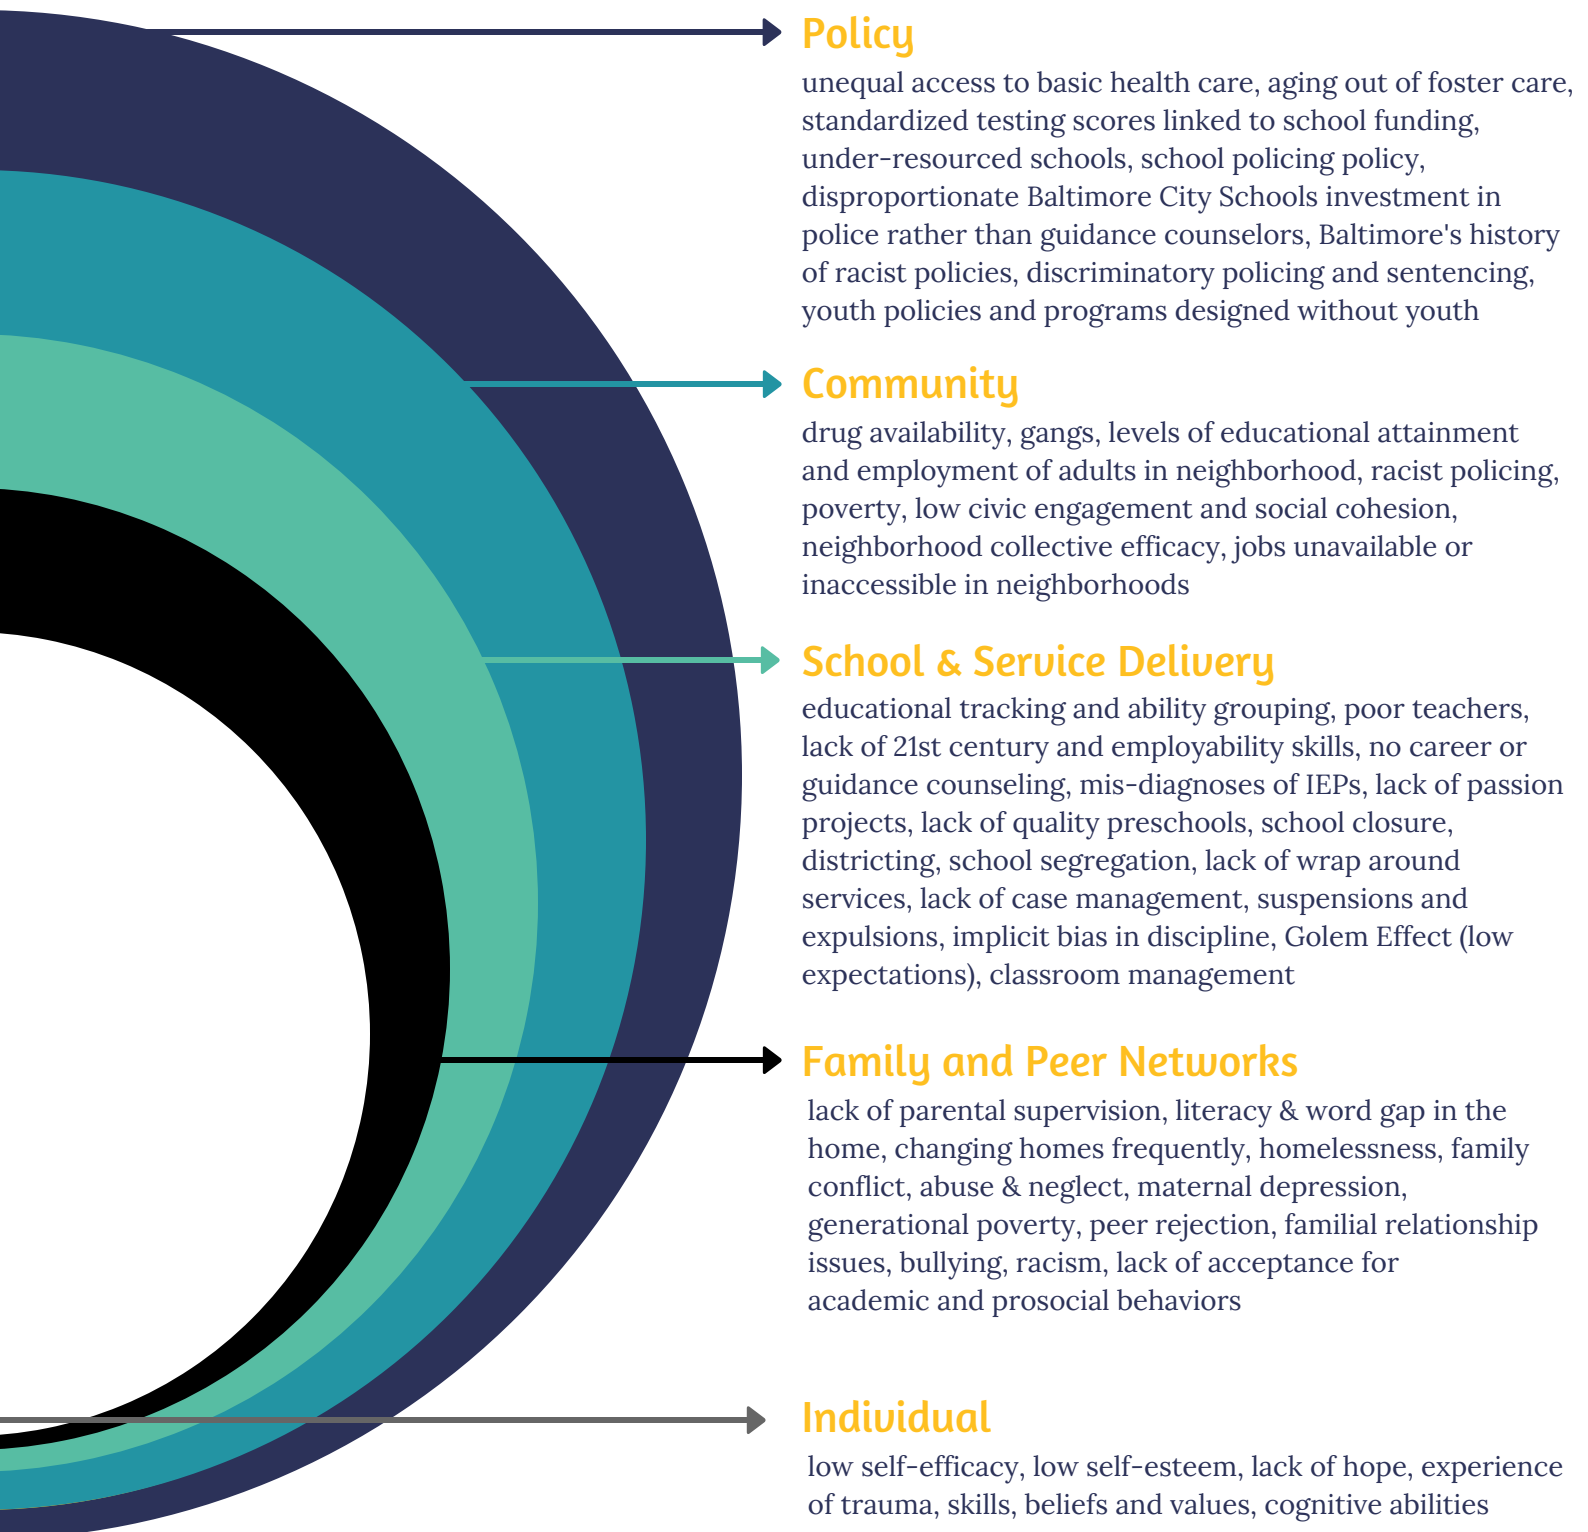 Policy
unequal access to basic health care, aging out of foster care,
standardized testing scores linked to school funding,
under-resourced schools, school policing policy,
disproportionate Baltimore City Schools investment in
police rather than guidance counselors, Baltimore's history
of racist policies, discriminatory policing and sentencing,
youth policies and programs designed without youth
Community
drug availability, gangs, levels of educational attainment
and employment of adults in neighborhood, racist policing,
poverty, low civic engagement and social cohesion,
neighborhood collective efficacy, jobs unavailable or
inaccessible in neighborhoods
School & Service Delivery
educational tracking and ability grouping, poor teachers,
lack of 21st century and employability skills, no career or
guidance counseling, mis-diagnoses of IEPs, lack of passion
projects, lack of quality preschools, school closure,
districting, school segregation, lack of wrap around
services, lack of case management, suspensions and
expulsions, implicit bias in discipline, Golem Effect (low
expectations), classroom management
Family and Peer Networks
lack of parental supervision, literacy & word gap in the
home, changing homes frequently, homelessness, family
conflict, abuse & neglect, maternal depression,
generational poverty, peer rejection, familial relationship
issues, bullying, racism, lack of acceptance for
academic and prosocial behaviors
Individual
low self-efficacy, low self-esteem, lack of hope, experience
of trauma, skills, beliefs and values, cognitive abilities